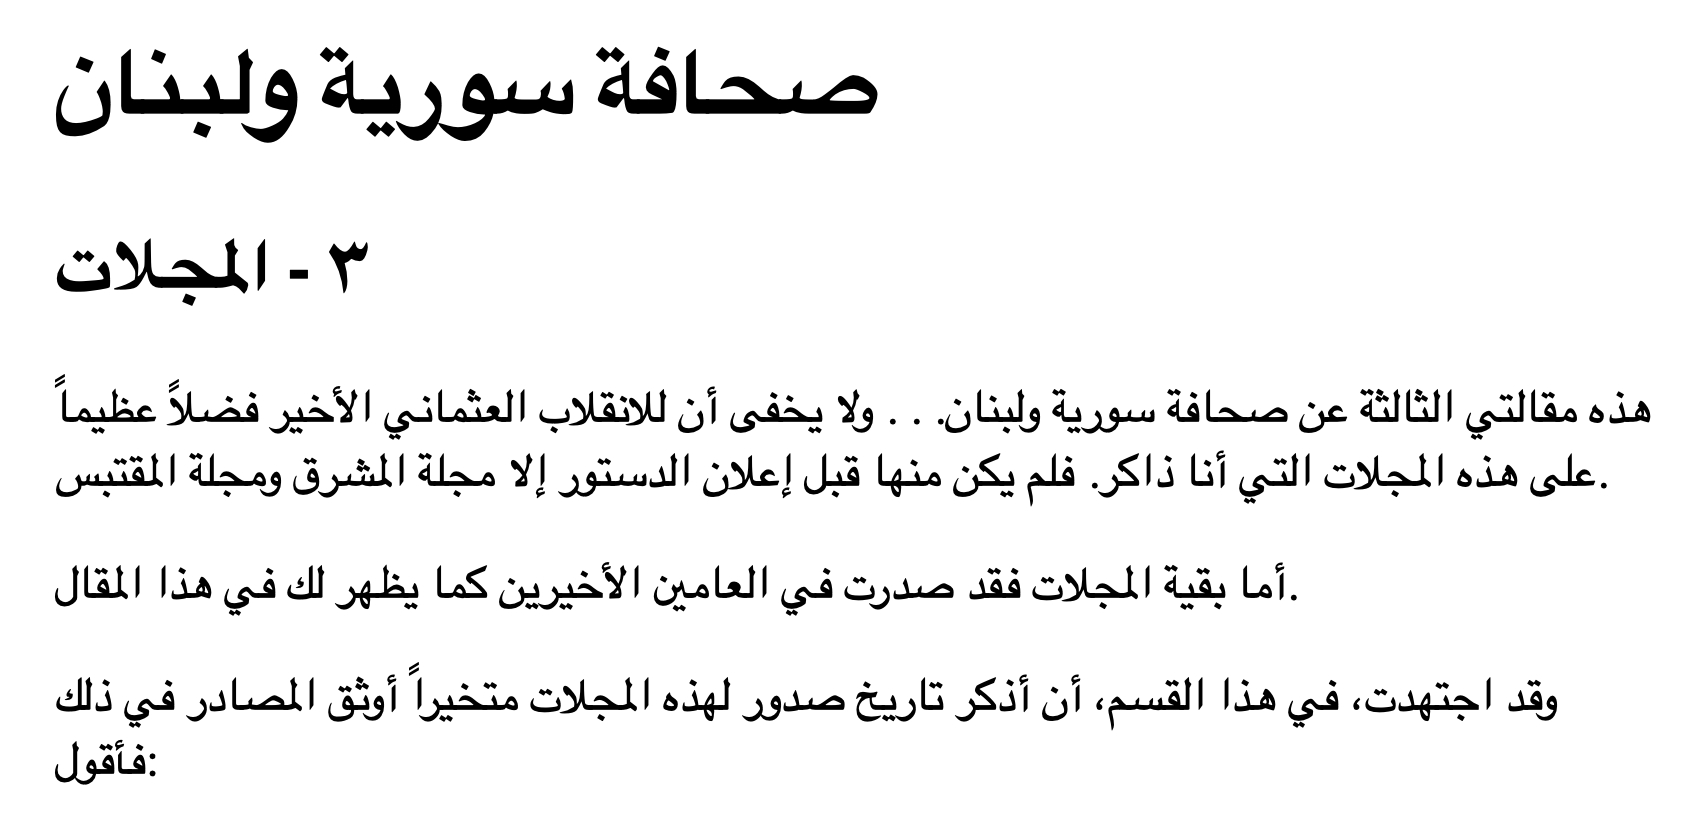 صحافة سورية ولبنان
٣ - المجلات
هذه مقالتي الثالثة عن صحافة سورية ولبنان. . . ولا يخفى أن للانقلاب العثماني الأخير فضلاً عظيماً
على هذه المجلات التي أنا ذاكر. فلم يكن منها قبل إعلان الدستور إلا مجلة المشرق ومجلة المقتبس.
أما بقية المجلات فقد صدرت في العامين الأخيرين كما يظهر لك في هذا المقال.
وقد اجتهدت، في هذا القسم، أن أذكر تاريخ صدور لهذه المجلات متخيراً أوثق المصادر في ذلك
فأقول: